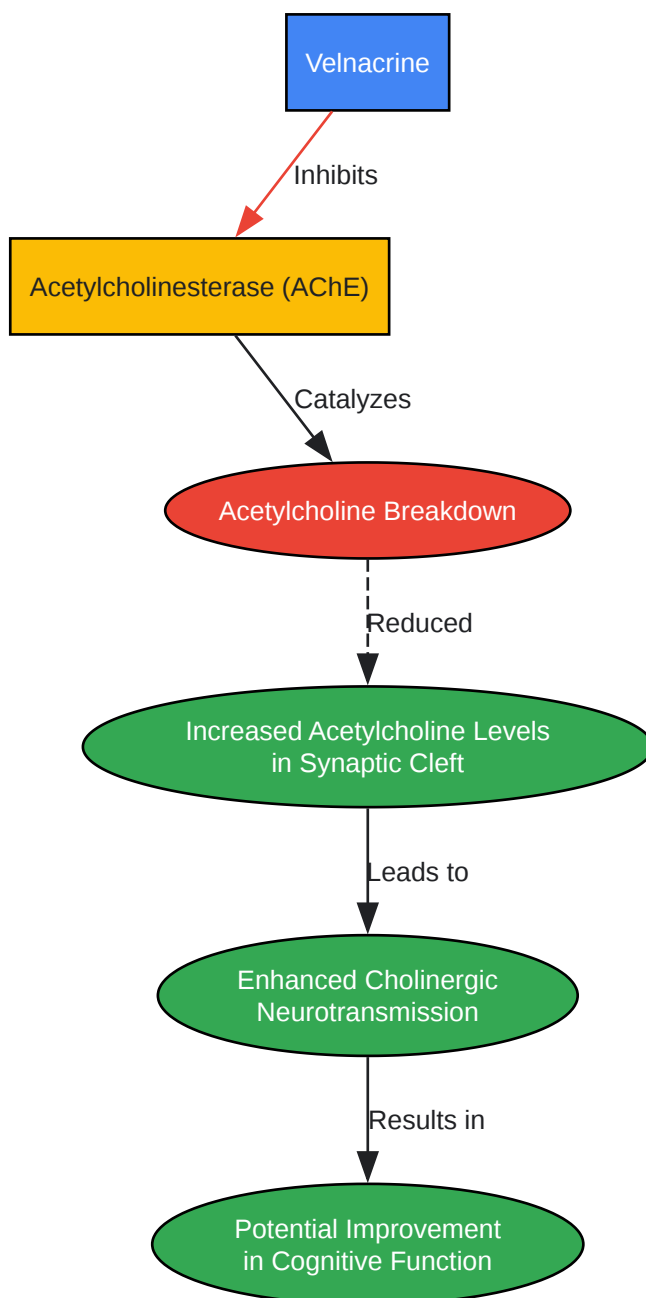 Velnacrine
Inhibits
Acetylcholinesterase (AChE)
Catalyzes
Acetylcholine Breakdown
Reduced
Increased Acetylcholine Levels
in Synaptic Cleft
Leads to
Enhanced Cholinergic
Neurotransmission
Results in
Potential Improvement
in Cognitive Function